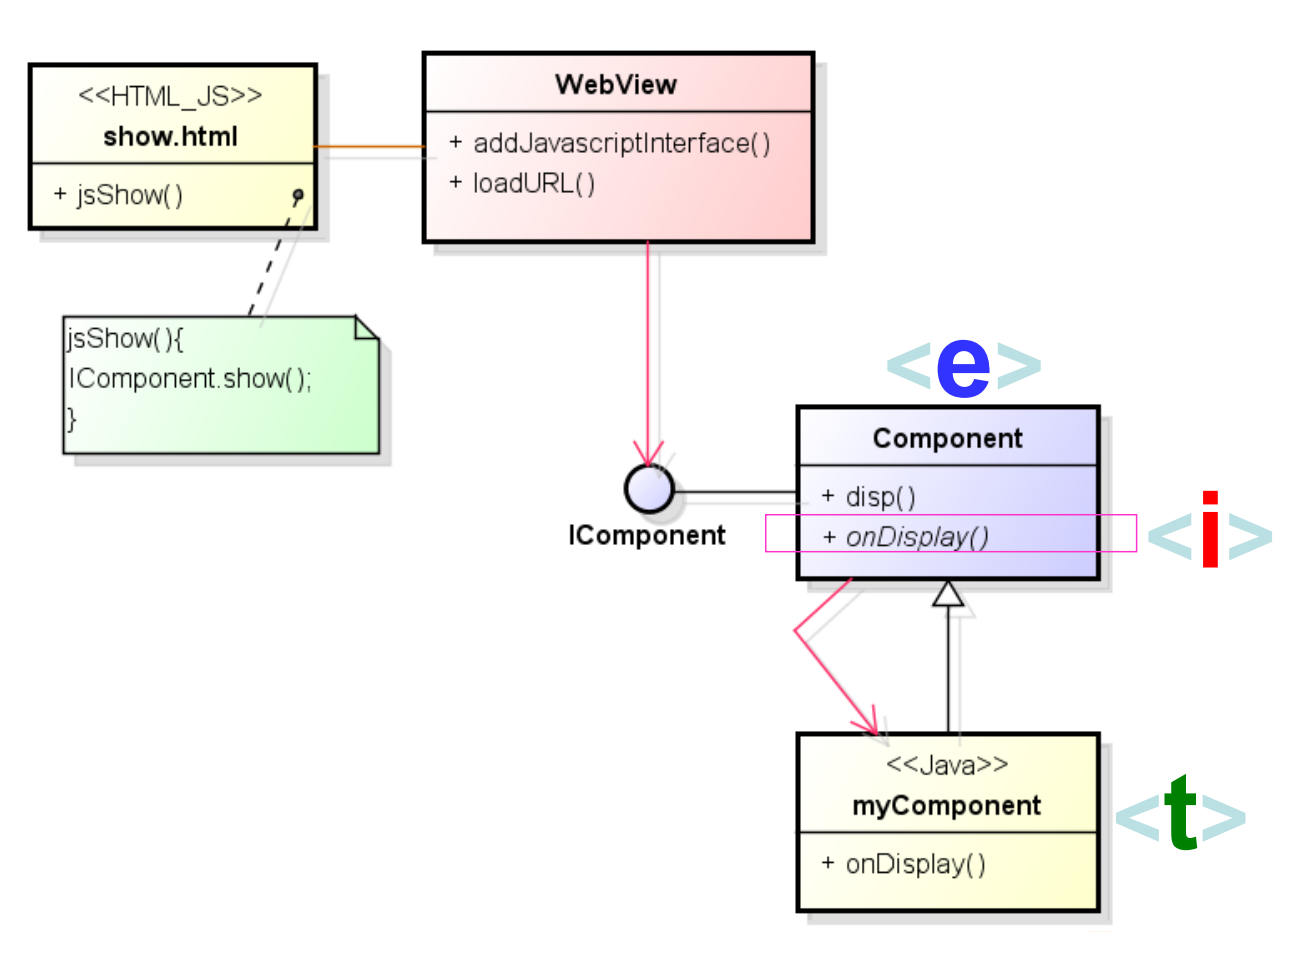 <<HTML_JS>>
show.html
+ jsShow()
WebView
+ addJavascriptInterface()
+ loadURL()
jsShow(){
IComponent.show();
}
<e>
Component
+ disp()
+ onDisplay()
<i>
IComponent
<<Java>>
myComponent
+ onDisplay()
<t>